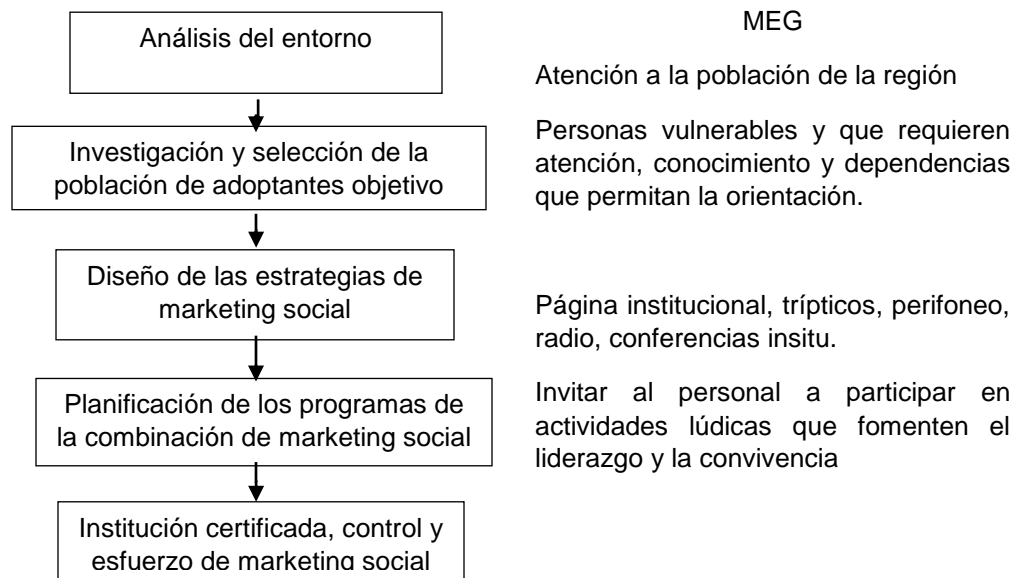 Análisis del entorno
MEG
Atención a la población de la región
Investigación y selección de la
población de adoptantes objetivo
Personas vulnerables y que requieren
atención, conocimiento y dependencias
que permitan la orientación.
Diseño de las estrategias de
marketing social
Página institucional, trípticos, perifoneo,
radio, conferencias insitu.
Planificación de los programas de
la combinación de marketing social
Invitar al personal a participar en
actividades lúdicas que fomenten el
liderazgo y la convivencia
Institución certificada, control y
esfuerzo de marketing social